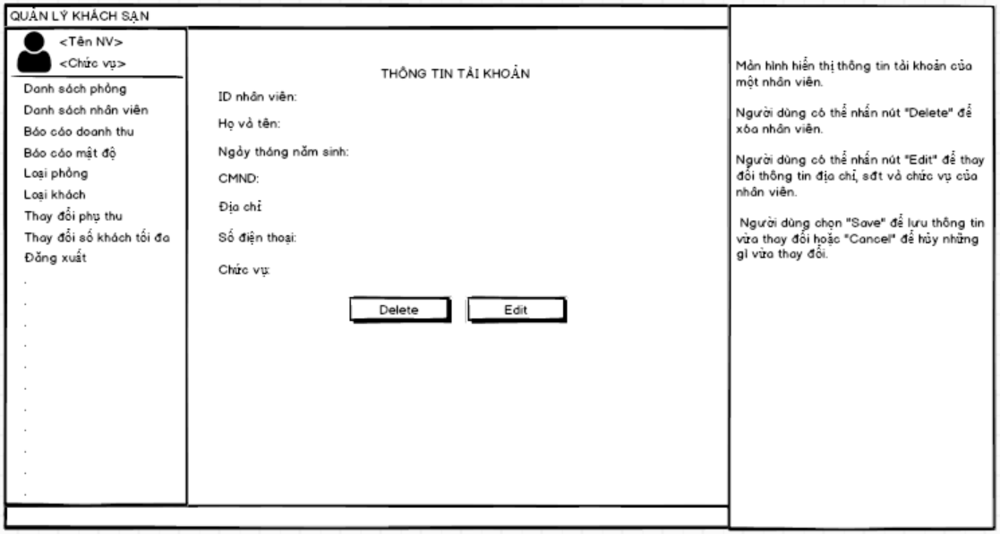 QUẢN LÝ KHÁCH SẠN
<Tên NV>
<Chức vụ>
Danh sách phòng
Danh sách nhân viên
Báo cáo doanh thu
Báo cáo mật độ
Loại phòng
Loại khách
Thay đổi phụ thu
Thay đổi số khách tối đa
Đăng xuất
.
.
.
.
.
.
.
.
.
.
.
THÔNG TIN TÀI KHOẢN
ID nhân viên:
Họ và tên:
Ngày tháng năm sinh:
CMND:
Địa chỉ
Số điện thoại:
Chức vụ:
Delete
Edit
Màn hình hiển thị thông tin tài khoản của
một nhân viên.
Người dùng có thể nhấn nút "Delete" để
xóa nhân viên.
Người dùng có thể nhấn nút "Edit" để thay
đổi thông tin địa chỉ, sđt và chức vụ của
nhân viên.
Người dùng chọn "Save" để lưu thông tin
vừa thay đổi hoặc "Cancel" để hủy những
gì vừa thay đổi.